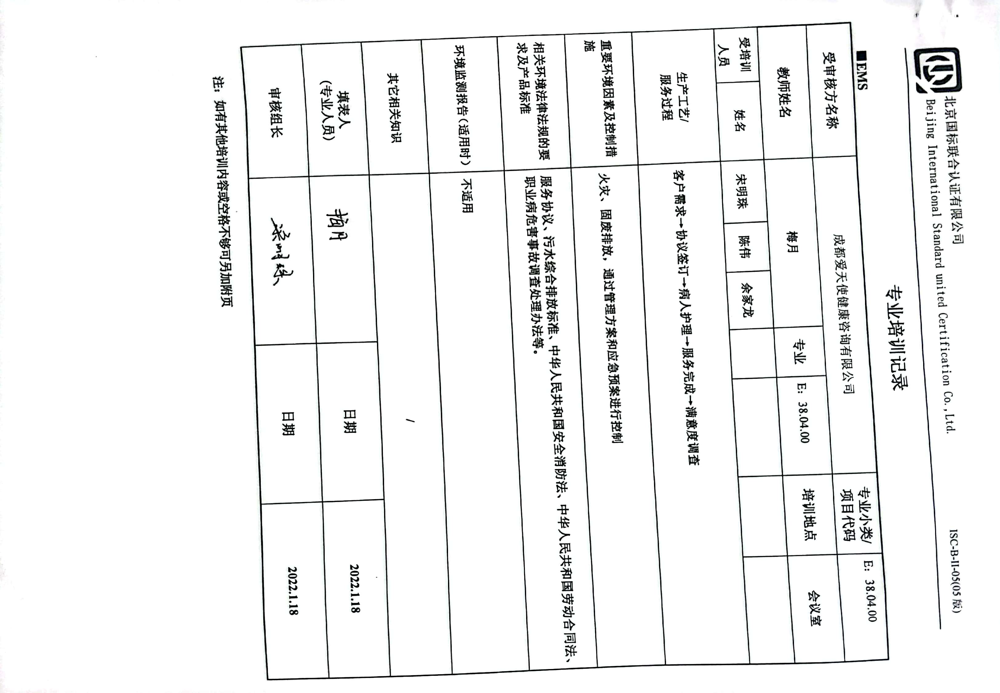 北京国标联合认证有限公司
Beijing International Standard united Certification Co.,Ltd.
ISC-B-II-05(05版)
专业培训记录
■EMS
受审核方名称 成都爱天使健康咨询有限公司 专业小类/项目代码 E: 38.04.00
教师姓名 梅月 专业 E: 38.04.00 培训地点 会议室
受培训人员 姓名 宋明珠 陈伟 余家龙
生产工艺/
服务过程
客户需求→协议签订→病人护理→服务完成→满意度调查
重要环境因素及控制措
施
火灾、固废排放，通过管理方案和应急预案进行控制
相关环境法律法规的要
求及产品标准
服务协议、污水综合排放标准、中华人民共和国安全消防法、中华人民共和国劳动合同法、
职业病危害事故调查处理办法等。
环境监测报告（适用时） 不适用
其它相关知识 /
填表人
（专业人员）
梅月 日期 2022.1.18
审核组长 宋明珠 日期 2022.1.18
注：如有其他培训内容或空格不够可另加附页